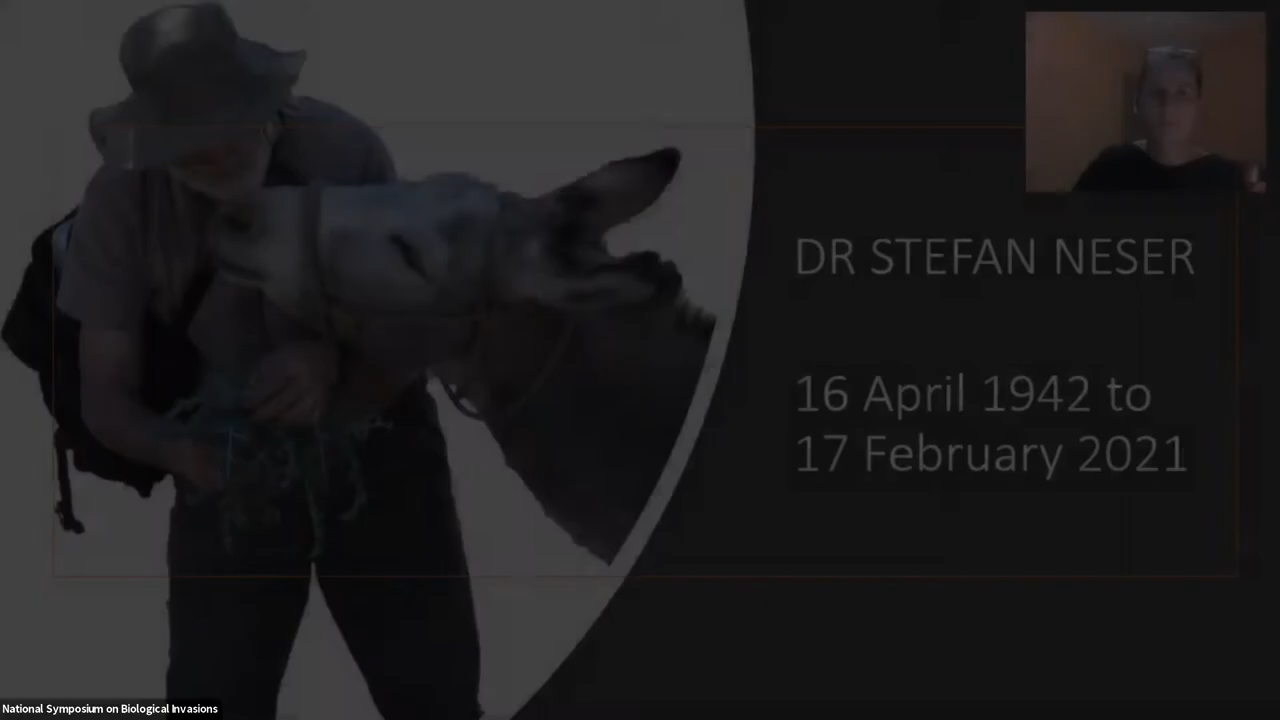 DR STEFAN NESER
16 April 1942 to
17 February 2021
National Symposium on Biological Invasions